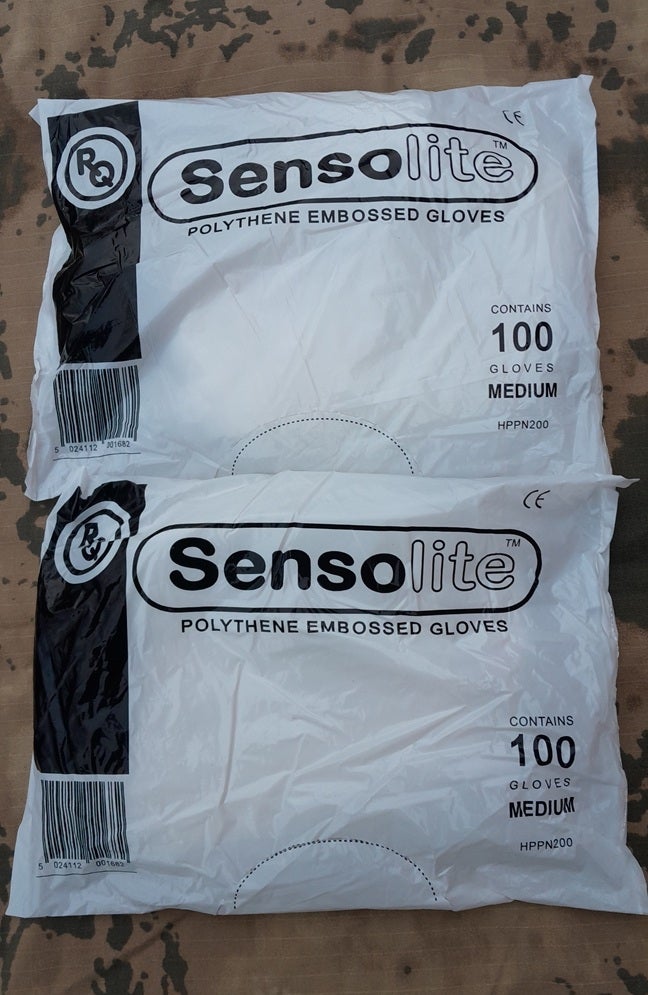 CE
RQ
Sensolite™
POLYTHENE EMBOSSED GLOVES
CONTAINS
100
GLOVES
MEDIUM
HPPN200
5 024112 001682
CE
RQ
Sensolite™
POLYTHENE EMBOSSED GLOVES
CONTAINS
100
GLOVES
MEDIUM
HPPN200
5 024112 001682